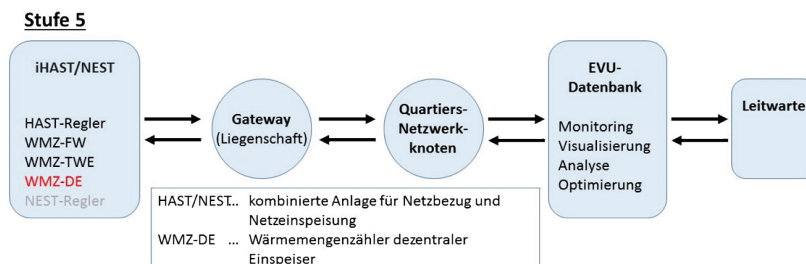 Stufe 5
iHAST/NEST
HAST-Regler
WMZ-FW
WMZ-TWE
WMZ-DE
NEST-Regler
Gateway
(Liegenschaft)
Quartiers-
Netzwerk-
knoten
EVU-
Datenbank
Monitoring
Visualisierung
Analyse
Optimierung
Leitwarte
HAST/NEST... kombinierte Anlage für Netzbezug und
Netzeinspeisung
WMZ-DE ... Wärmemengenzähler dezentraler
Einspeiser